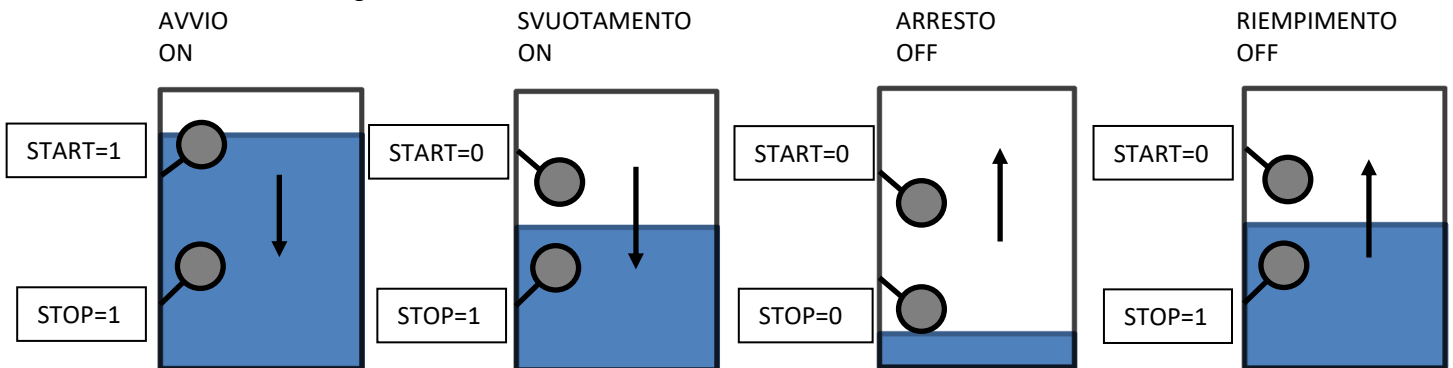 AVVIO
ON
SVUOTAMENTO
ON
ARRESTO
OFF
RIEMPIMENTO
OFF
START=1
START=0
START=0
START=0
STOP=1
STOP=1
STOP=0
STOP=1